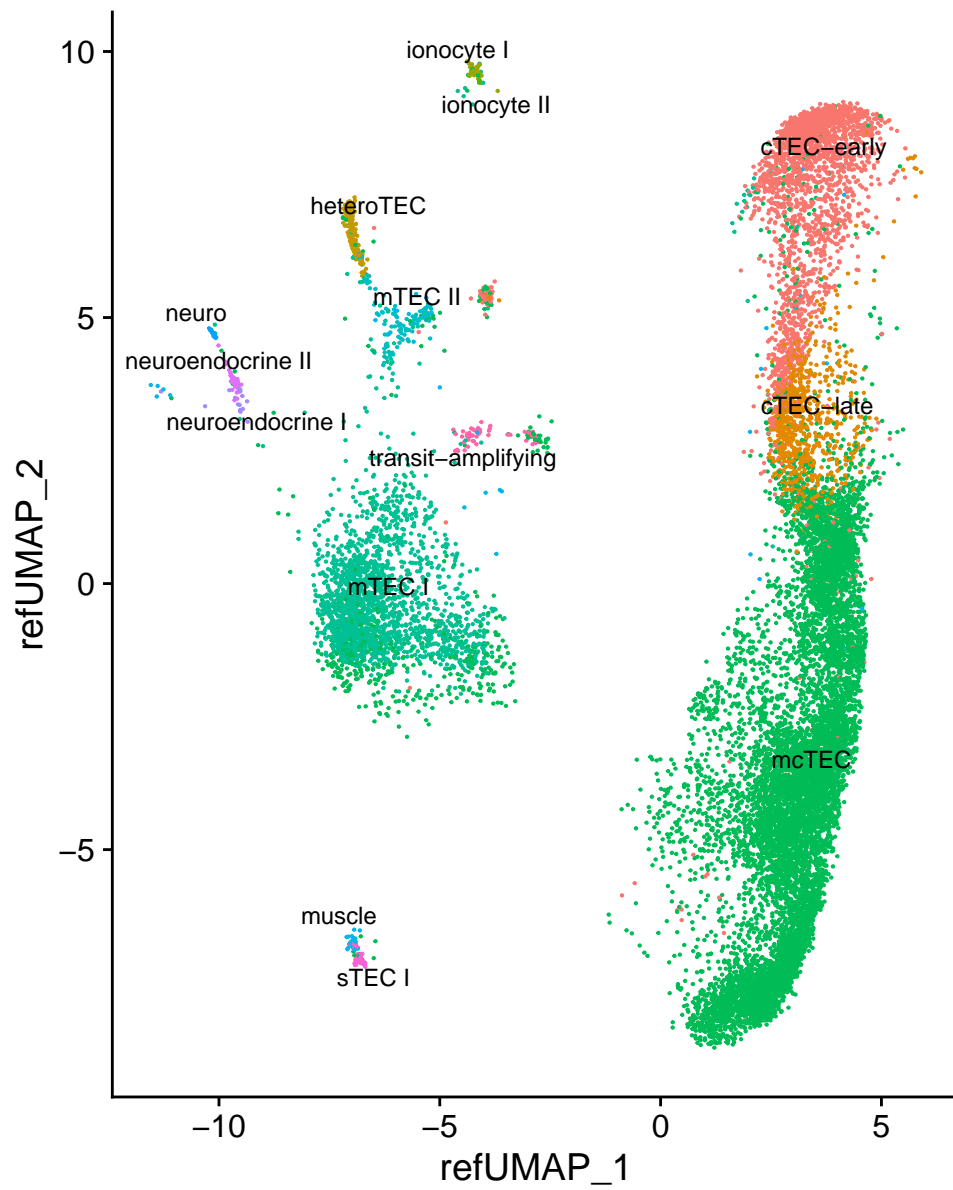 10
ionocyte I
ionocyte II
cTEC−early
heteroTEC
mTEC II
5
neuro
neuroendocrine II
cTEC−late
neuroendocrine I
transit−amplifying
refUMAP_2
0
mTEC I
mcTEC
−5
muscle
sTEC I
−10
−5
0
5
refUMAP_1